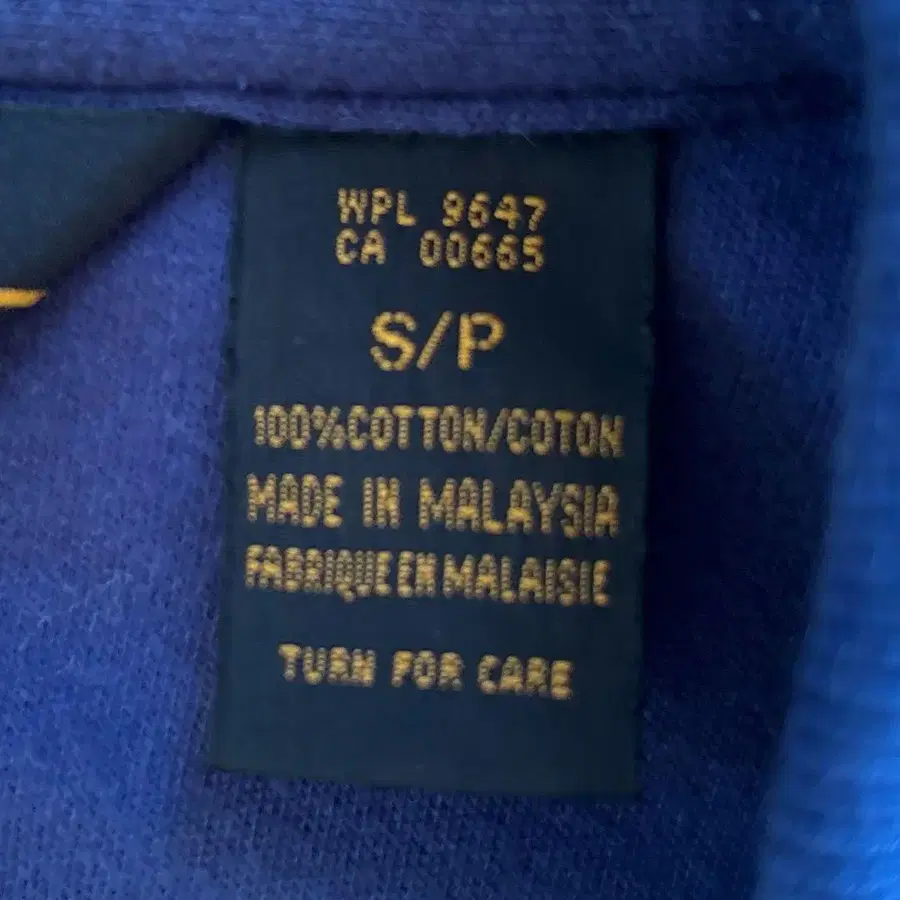 WPL 9647
CA 00665
S/P
100%COTTON/COTON
MADE IN MALAYSIA
FABRIQUE EN MALAISIE
TURN FOR CARE